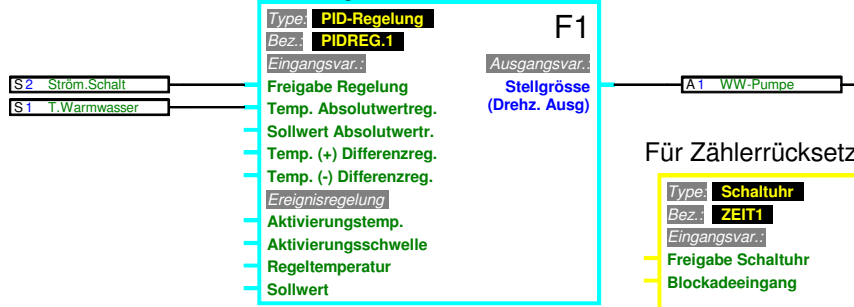 Type: PID-Regelung
F1
Bez.: PIDREG.1
Eingangsvar.:
Ausgangsvar.:
S2 Ström.Schalt
Freigabe Regelung
Stellgrösse
A1 WW-Pumpe
S1 T.Warmwasser
Temp. Absolutwertreg.
(Drehz. Ausg)
Sollwert Absolutwertr.
Temp. (+) Differenzreg.
Temp. (-) Differenzreg.
Ereignisregelung
Aktivierungstemp.
Aktivierungsschwelle
Regeltemperatur
Sollwert
Für Zählerrücksetz
Type: Schaltuhr
Bez.: ZEIT1
Eingangsvar.:
Freigabe Schaltuhr
Blockadeeingang